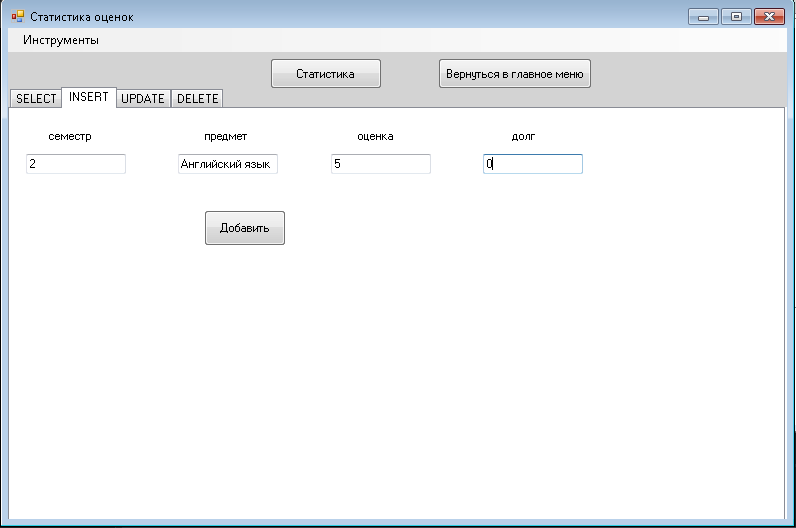 Статистика оценок
Инструменты
Статистика Вернуться в главное меню
SELECT INSERT UPDATE DELETE
семестр предмет оценка долг
2 Английский язык 5 0
Добавить